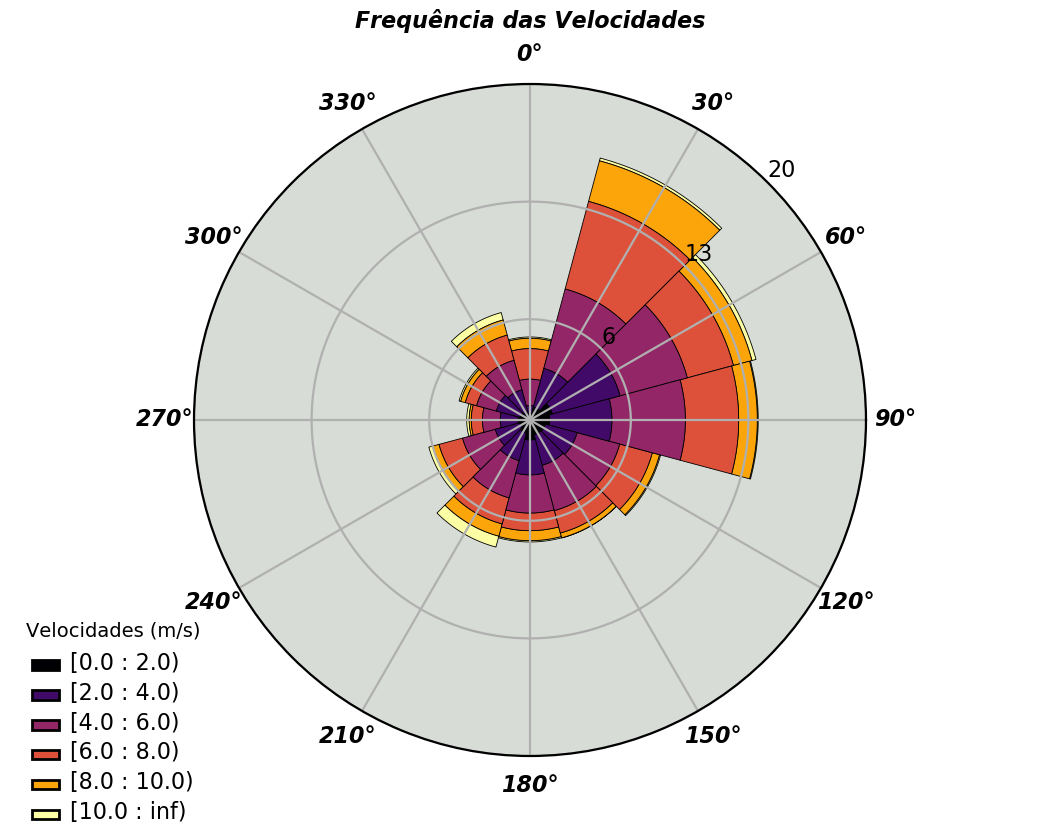 Frequência das Velocidades
0°
330°
30°
20
300°
60°
13
6
270°
90°
240°
120°
210°
150°
180°
Velocidades (m/s)
[0.0 : 2.0)
[2.0 : 4.0)
[4.0 : 6.0)
[6.0 : 8.0)
[8.0 : 10.0)
[10.0 : inf)